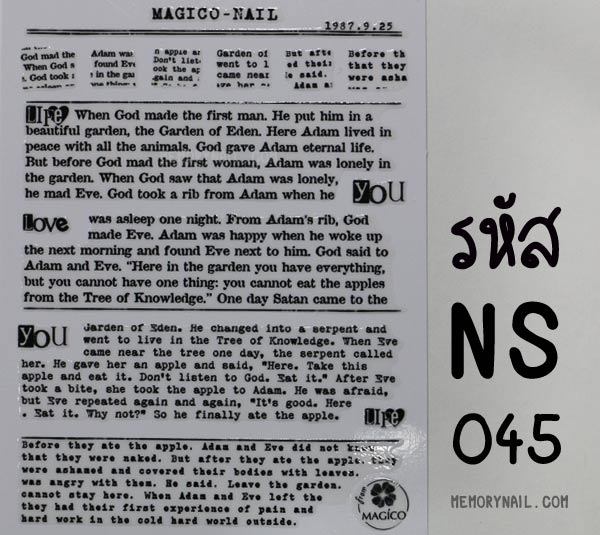 MAGICO-NAIL
1987.9.25
God mad the
When God s
God took
Adam was
found Eve
in the gar
n apple an
Don't list
ook the ap
gain and
Garden of
went to l
came near
But afte
ed their
e said.
Adam a
Before th
that they
were asha
Life When God made the first man. He put him in a
beautiful garden, the Garden of Eden. Here Adam lived in
peace with all the animals. God gave Adam eternal life.
But before God mad the first woman, Adam was lonely in
the garden. When God saw that Adam was lonely,
he mad Eve. God took a rib from Adam when he you
Love was asleep one night. From Adam's rib, God
made Eve. Adam was happy when he woke up
the next morning and found Eve next to him. God said to
Adam and Eve. "Here in the garden you have everything,
but you cannot have one thing: you cannot eat the apples
from the Tree of Knowledge." One day Satan came to the
you Garden of Eden. He changed into a serpent and
went to live in the Tree of Knowledge. When Eve
came near the tree one day, the serpent called
her. He gave her an apple and said, "Here. Take this
apple and eat it. Don't listen to God. Eat it." After Eve
took a bite, she took the apple to Adam. He was afraid,
but Eve repeated again and again, "It's good. Here
. Eat it. Why not?" So he finally ate the apple. Life
Before they ate the apple. Adam and Eve did not know
that they were naked. But after they ate the apple. they
were ashamed and covered their bodies with leaves.
was angry with them. He said. Leave the garden.
cannot stay here. When Adam and Eve left the
they had their first experience of pain and
hard work in the cold hard world outside.
from
MAGICO
รหัส
NS
045
MEMORYNAIL.COM